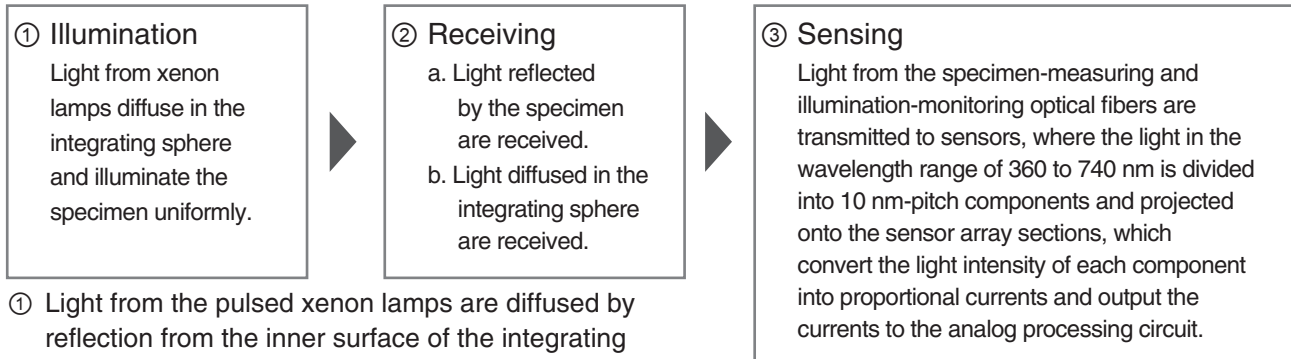 ① Illumination
Light from xenon
lamps diffuse in the
integrating sphere
and illuminate the
specimen uniformly.
② Receiving
a. Light reflected
by the specimen
are received.
b. Light diffused in the
integrating sphere
are received.
③ Sensing
Light from the specimen-measuring and
illumination-monitoring optical fibers are
transmitted to sensors, where the light in the
wavelength range of 360 to 740 nm is divided
into 10 nm-pitch components and projected
onto the sensor array sections, which
convert the light intensity of each component
into proportional currents and output the
currents to the analog processing circuit.
① Light from the pulsed xenon lamps are diffused by
reflection from the inner surface of the integrating